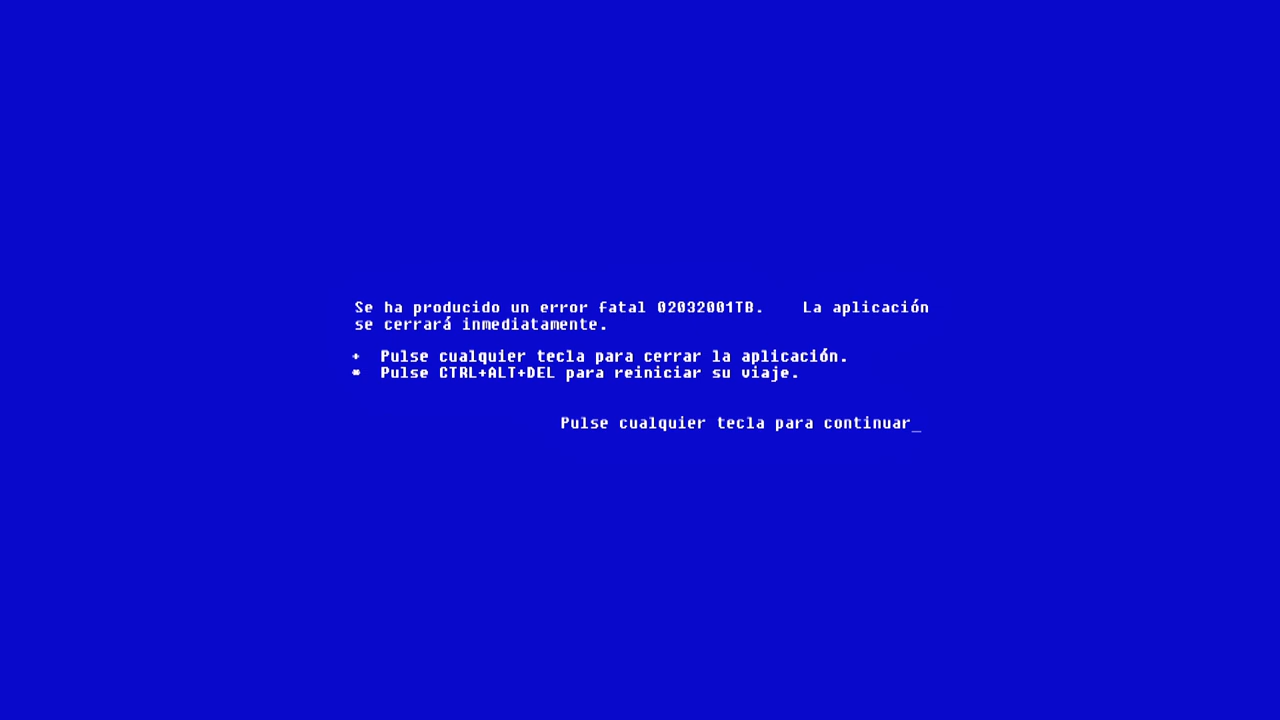 Se ha producido un error fatal 02032001TB.    La aplicación
se cerrará inmediatamente.
+  Pulse cualquier tecla para cerrar la aplicación.
*  Pulse CTRL+ALT+DEL para reiniciar su viaje.
Pulse cualquier tecla para continuar_